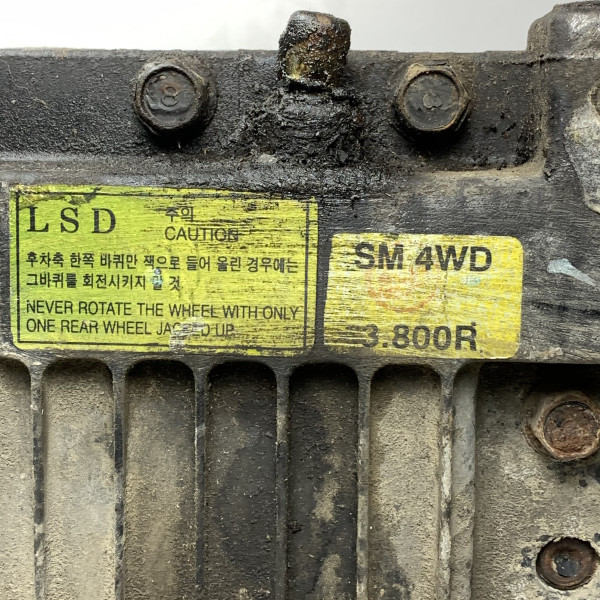 LSD
주의
CAUTION
후차축 한쪽 바퀴만 잭으로 들어 올린 경우에는
그바퀴를 회전시키지 말 것
NEVER ROTATE THE WHEEL WITH ONLY
ONE REAR WHEEL JACKED UP
SM 4WD
3.800R
8